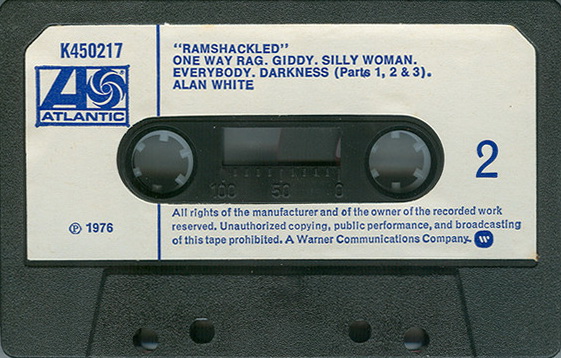 K450217
"RAMSHACKLED"
ONE WAY RAG. GIDDY. SILLY WOMAN.
EVERYBODY. DARKNESS (Parts 1, 2 & 3).
ALAN WHITE
ATLANTIC
100 50 0
2
℗ 1976
All rights of the manufacturer and of the owner of the recorded work
reserved. Unauthorized copying, public performance, and broadcasting
of this tape prohibited. A Warner Communications Company.